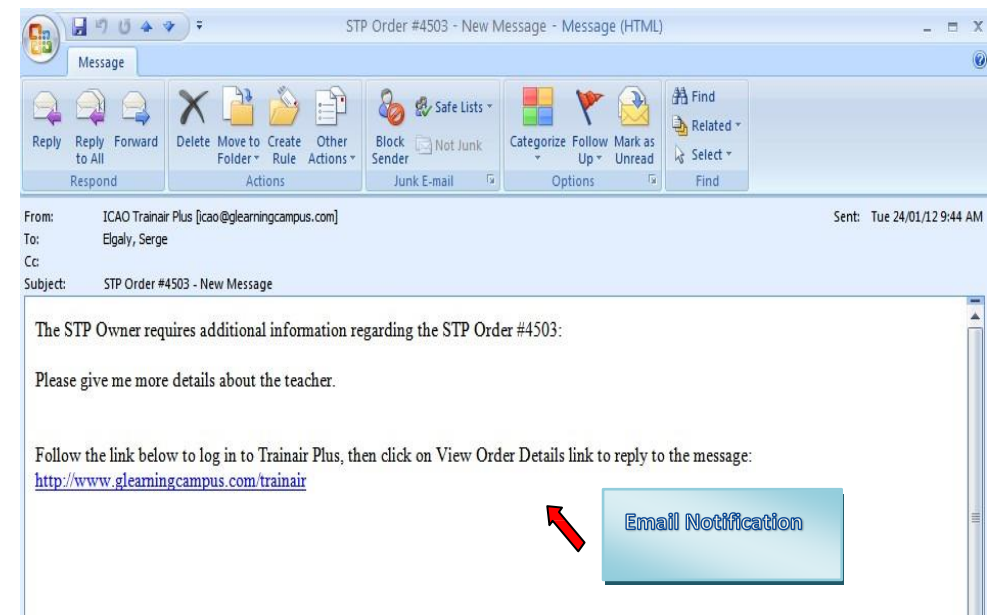 STP Order #4503 - New Message - Message (HTML)
Message
Reply Reply to All Forward
Respond
Delete Move to Folder Create Rule Other Actions
Actions
Block Sender Safe Lists Not Junk
Junk E-mail
Categorize Follow Up Mark as Unread
Options
Find
Related
Select
Find
From: ICAO Trainair Plus [icao@glearningcampus.com] Sent: Tue 24/01/12 9:44 AM
To: Elgaly, Serge
Cc:
Subject: STP Order #4503 - New Message
The STP Owner requires additional information regarding the STP Order #4503:
Please give me more details about the teacher.
Follow the link below to log in to Trainair Plus, then click on View Order Details link to reply to the message:
http://www.glearningcampus.com/trainair
Email Notification